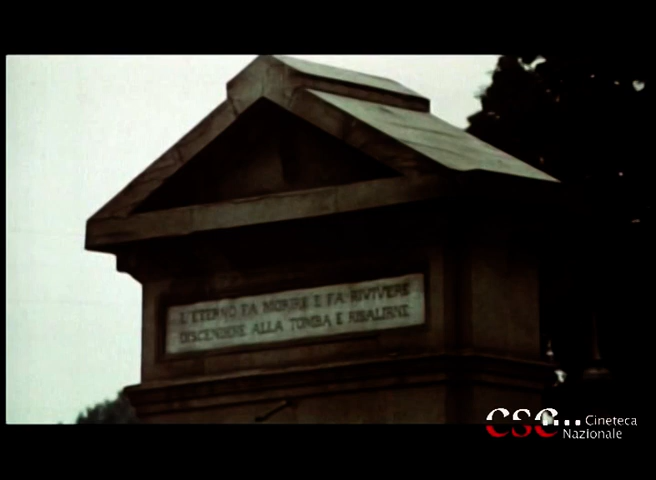 L'ETERNO FA MORIRE E FA RIVIVERE
DISCENDERE ALLA TOMBA E RISALIRNE
CSC... Cineteca
Nazionale